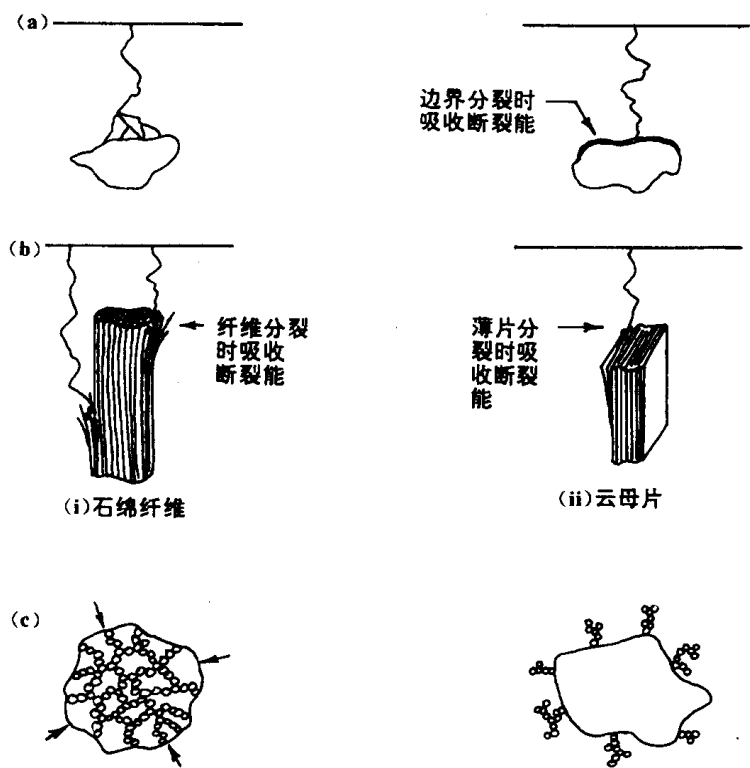 (a)
边界分裂时
吸收断裂能
(b)
纤维分裂
时吸收
断裂能
薄片分
裂时吸
收断裂
能
(i)石绵纤维
(ii)云母片
(c)